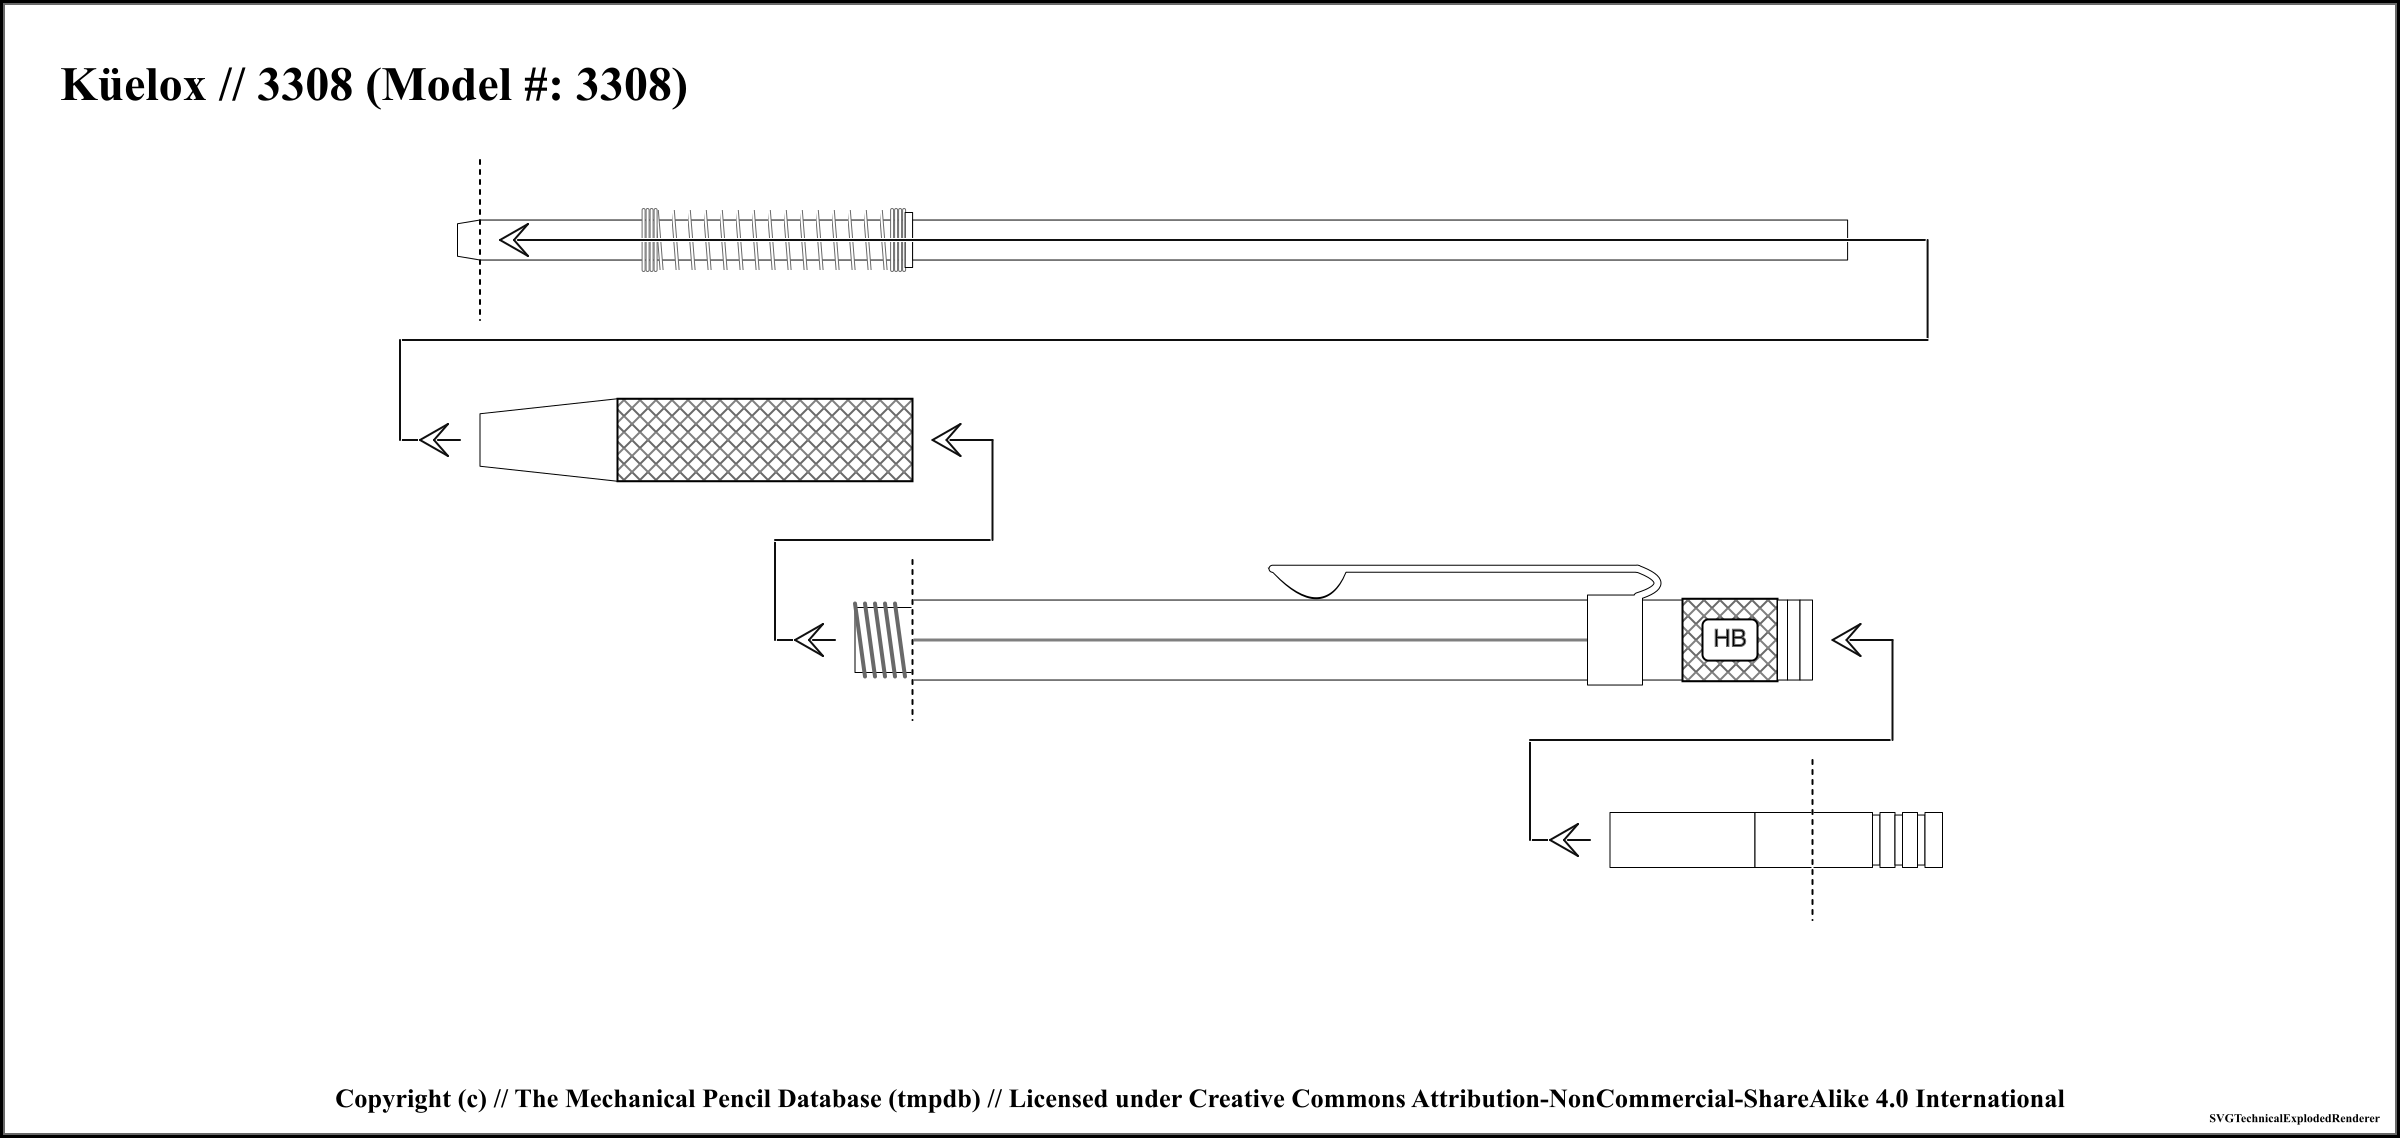 Küelox // 3308 (Model #: 3308)
HB
Copyright (c) // The Mechanical Pencil Database (tmpdb) // Licensed under Creative Commons Attribution-NonCommercial-ShareAlike 4.0 International
SVGTechnicalExplodedRenderer